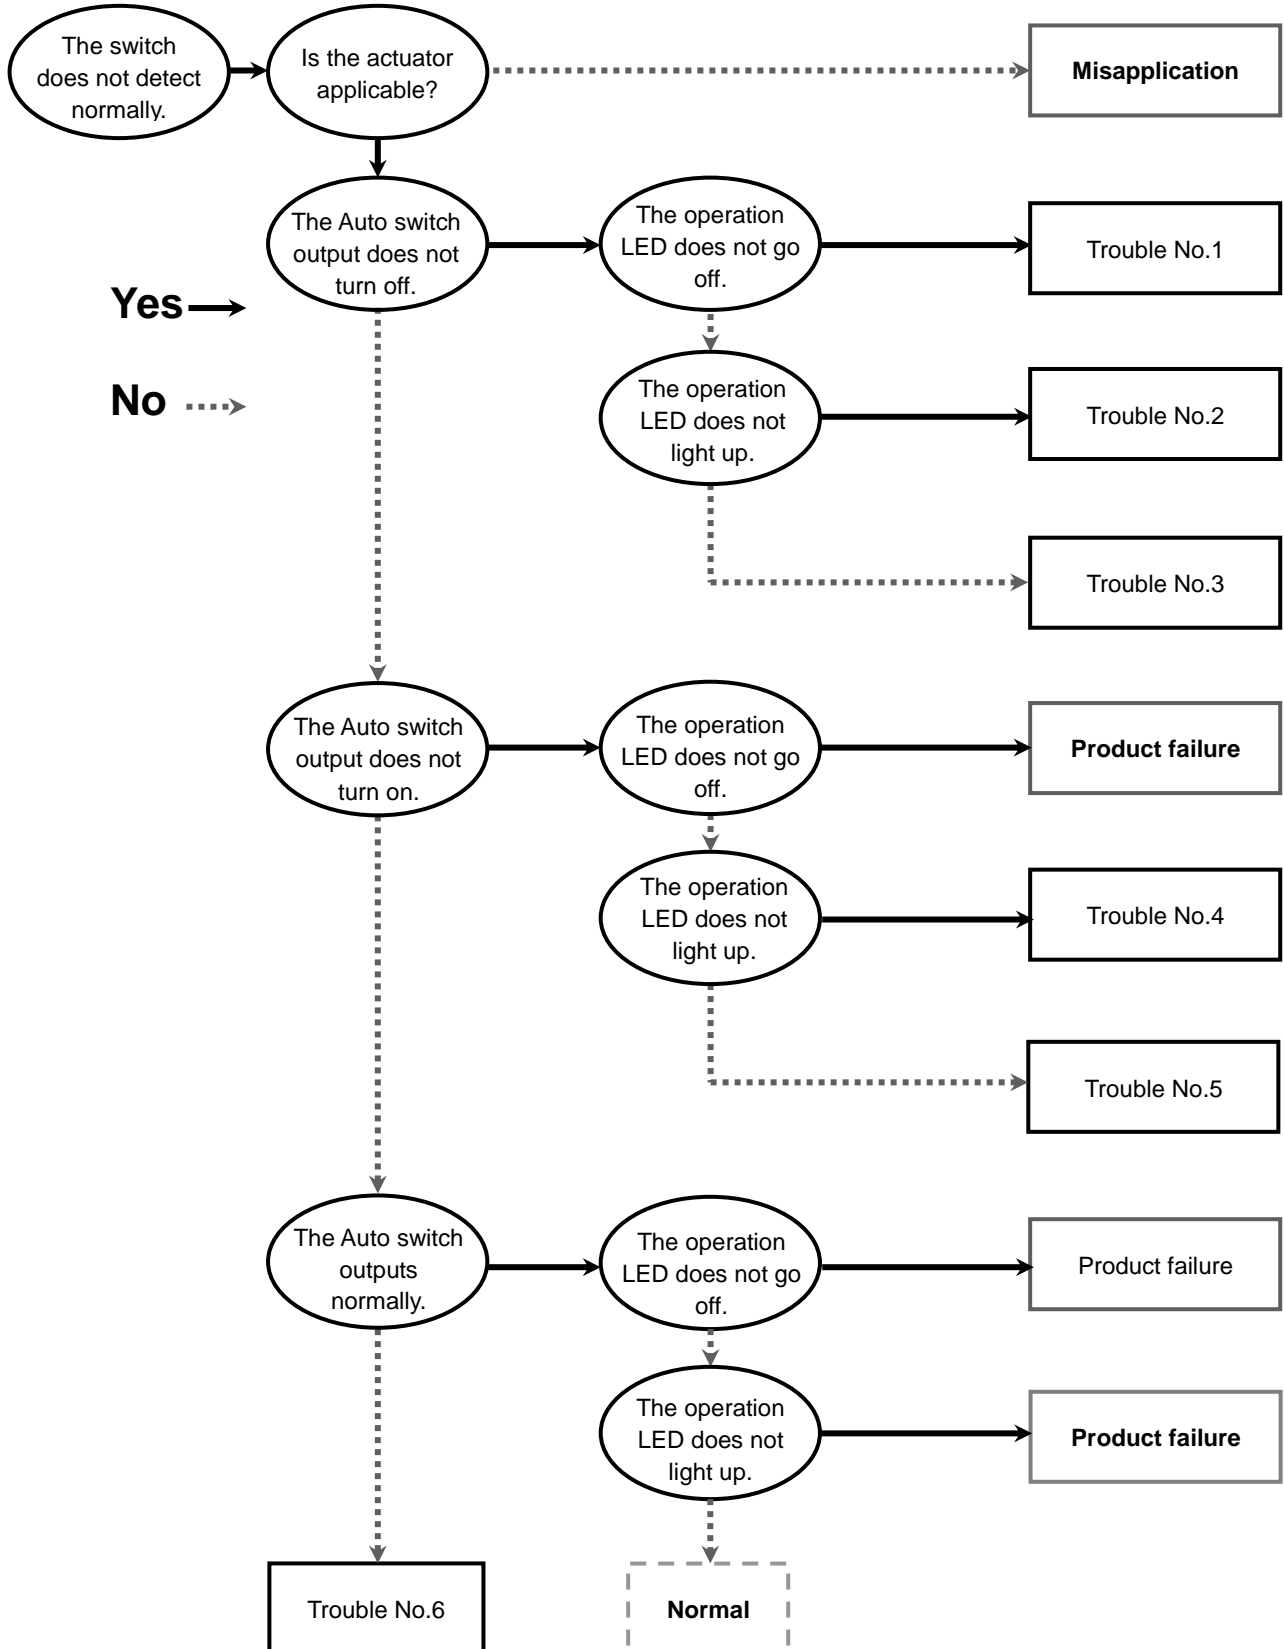 The switch
does not detect
normally.
Is the actuator
applicable?
Misapplication
The Auto switch
output does not
turn off.
The operation
LED does not go
off.
Trouble No.1
Yes
No
The operation
LED does not
light up.
Trouble No.2
Trouble No.3
The Auto switch
output does not
turn on.
The operation
LED does not go
off.
Product failure
The operation
LED does not
light up.
Trouble No.4
Trouble No.5
The Auto switch
outputs
normally.
The operation
LED does not go
off.
Product failure
The operation
LED does not
light up.
Product failure
Trouble No.6
Normal